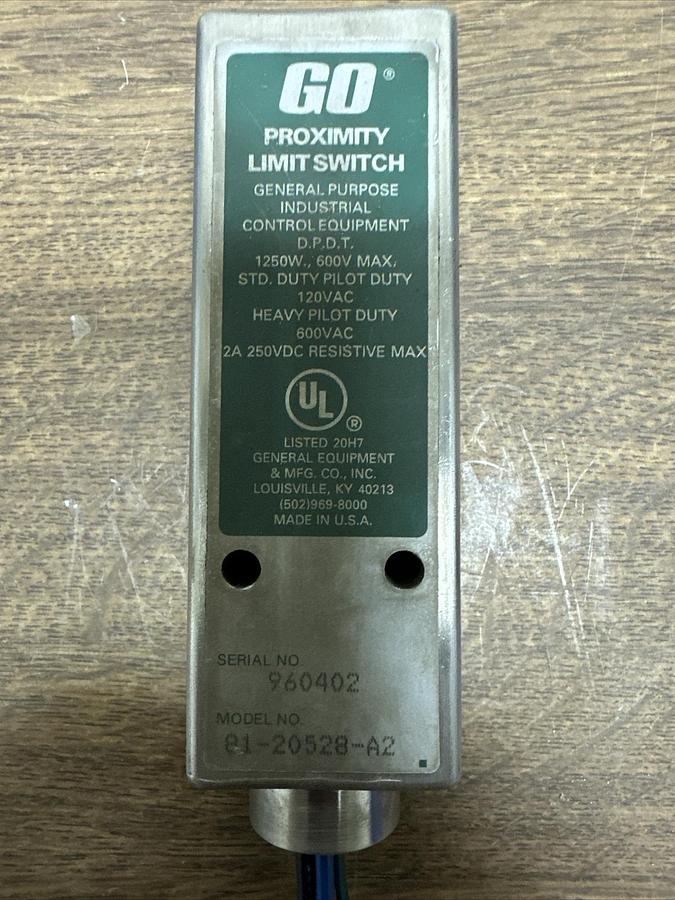 GO®
PROXIMITY
LIMIT SWITCH
GENERAL PURPOSE
INDUSTRIAL
CONTROL EQUIPMENT
D.P.D.T.
1250W., 600V MAX.
STD. DUTY PILOT DUTY
120VAC
HEAVY PILOT DUTY
600VAC
2A 250VDC RESISTIVE MAX
UL®
LISTED 20H7
GENERAL EQUIPMENT
& MFG. CO., INC.
LOUISVILLE, KY 40213
(502)969-8000
MADE IN U.S.A.
SERIAL NO.
960402
MODEL NO.
81-20528-A2